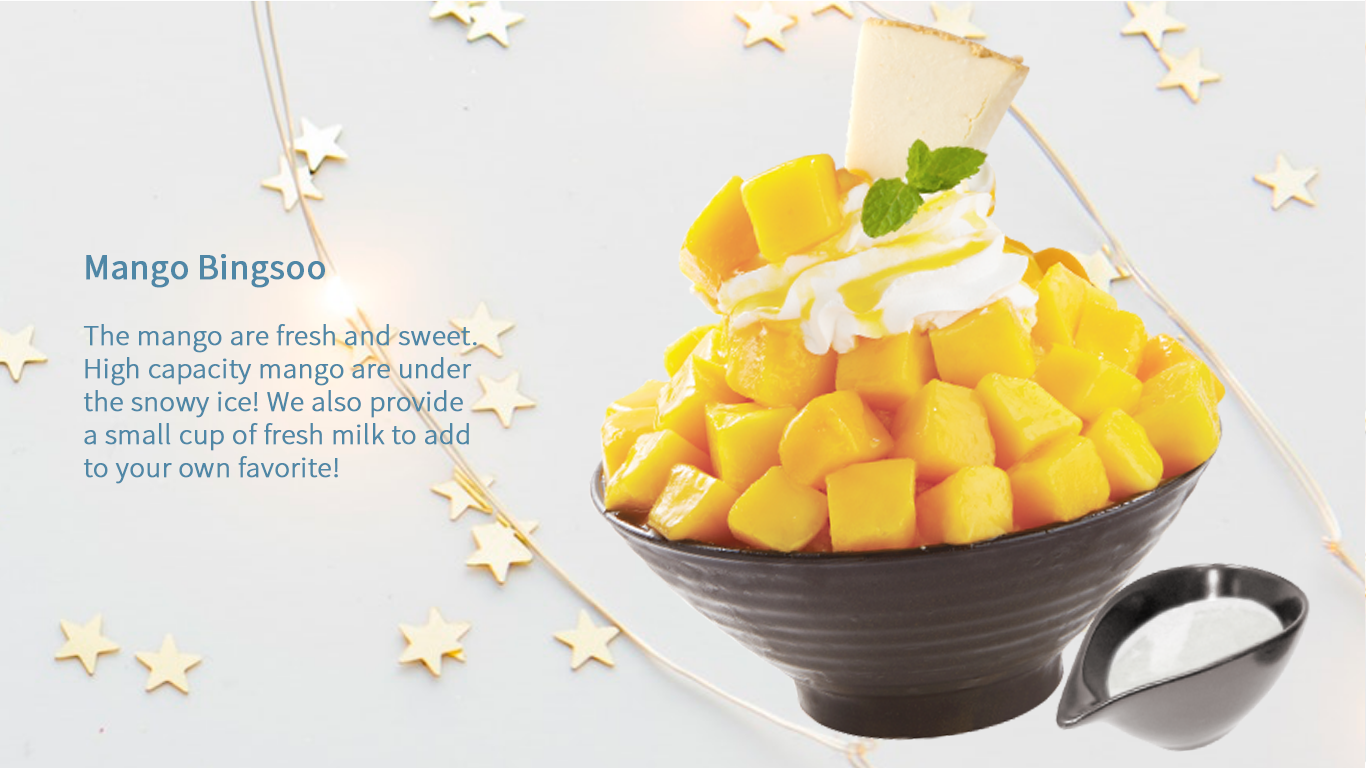 Mango Bingsoo
The mango are fresh and sweet.
High capacity mango are under
the snowy ice! We also provide
a small cup of fresh milk to add
to your own favorite!